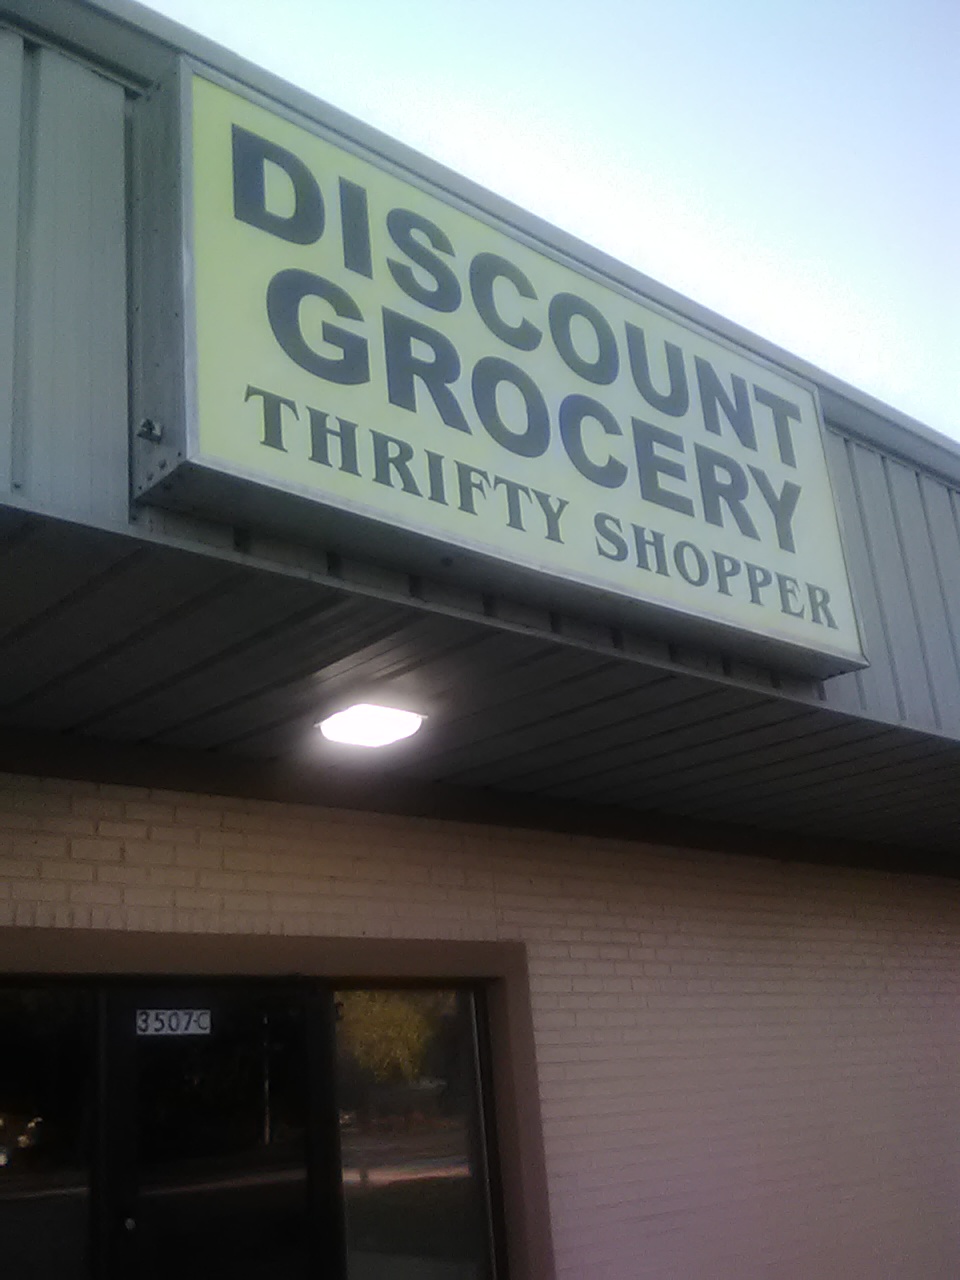 DISCOUNT
GROCERY
THRIFTY SHOPPER
3507-C